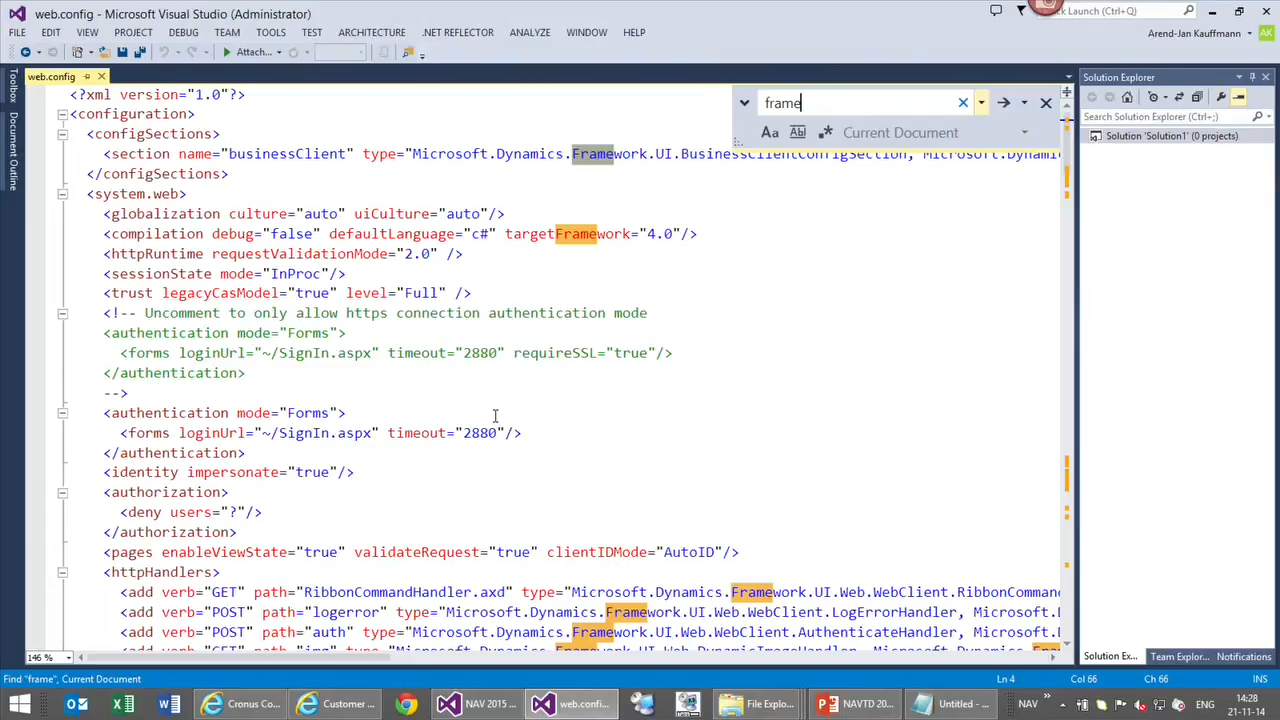 web.config - Microsoft Visual Studio (Administrator)
k Launch (Ctrl+Q)
FILE EDIT VIEW PROJECT DEBUG TEAM TOOLS TEST ARCHITECTURE .NET REFLECTOR ANALYZE WINDOW HELP
Arend-Jan Kauffmann AK
Attach...
Toolbox
Document Outline
web.config
frame
Current Document
<?xml version="1.0"?>
<configuration>
<configSections>
<section name="businessClient" type="Microsoft.Dynamics.Framework.UI.BusinessClientConfigSection, Microsoft.Dynami
</configSections>
<system.web>
<globalization culture="auto" uiCulture="auto"/>
<compilation debug="false" defaultLanguage="c#" targetFramework="4.0"/>
<httpRuntime requestValidationMode="2.0" />
<sessionState mode="InProc"/>
<trust legacyCasModel="true" level="Full" />
<!-- Uncomment to only allow https connection authentication mode
<authentication mode="Forms">
<forms loginUrl="~/SignIn.aspx" timeout="2880" requireSSL="true"/>
</authentication>
-->
<authentication mode="Forms">
<forms loginUrl="~/SignIn.aspx" timeout="2880"/>
</authentication>
<identity impersonate="true"/>
<authorization>
<deny users="?"/>
</authorization>
<pages enableViewState="true" validateRequest="true" clientIDMode="AutoID"/>
<httpHandlers>
<add verb="GET" path="RibbonCommandHandler.axd" type="Microsoft.Dynamics.Framework.UI.Web.WebClient.RibbonCommand
<add verb="POST" path="logerror" type="Microsoft.Dynamics.Framework.UI.Web.WebClient.LogErrorHandler, Microsoft.D
<add verb="POST" path="auth" type="Microsoft.Dynamics.Framework.UI.Web.WebClient.AuthenticateHandler, Microsoft.D
146 %
Solution Explorer
Search Solution Explorer (Ctrl+;)
Solution 'Solution1' (0 projects)
Solution Ex... Team Explor... Notifications
Find "frame", Current Document
Ln 4 Col 66 Ch 66 INS
Cronus Co... Customer ... NAV 2015 ... web.confi... File Explo... NAVTD 20... Untitled - ... NAV ENG
14:28
21-11-14